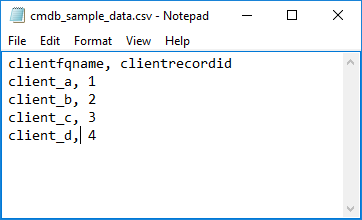 cmdb_sample_data.csv - Notepad
File Edit Format View Help
clientfqname, clientrecordid
client_a, 1
client_b, 2
client_c, 3
client_d, 4